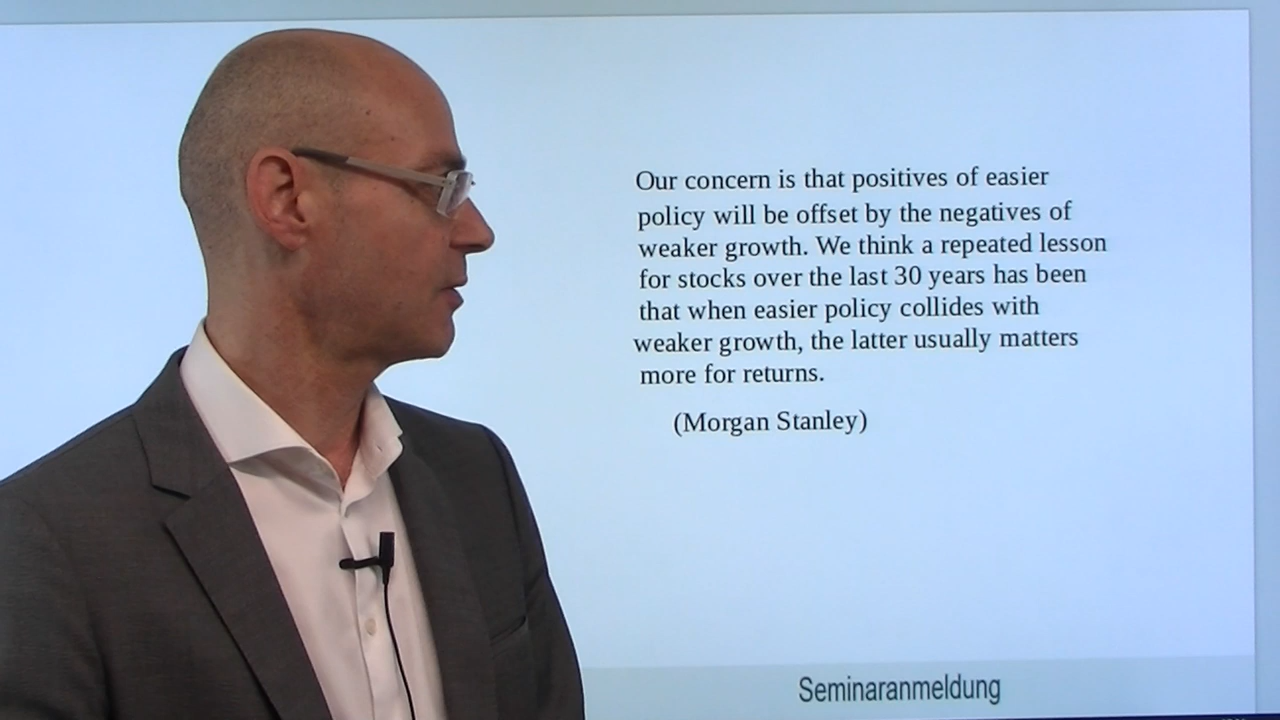 Our concern is that positives of easier
policy will be offset by the negatives of
weaker growth. We think a repeated lesson
for stocks over the last 30 years has been
that when easier policy collides with
weaker growth, the latter usually matters
more for returns.
(Morgan Stanley)
Seminaranmeldung